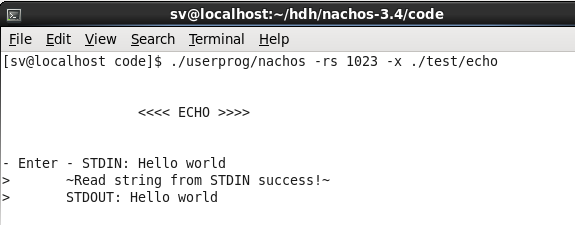 sv@localhost:~/hdh/nachos-3.4/code
File Edit View Search Terminal Help
[sv@localhost code]$ ./userprog/nachos -rs 1023 -x ./test/echo
<<<< ECHO >>>>
- Enter - STDIN: Hello world
> ~Read string from STDIN success!~
> STDOUT: Hello world